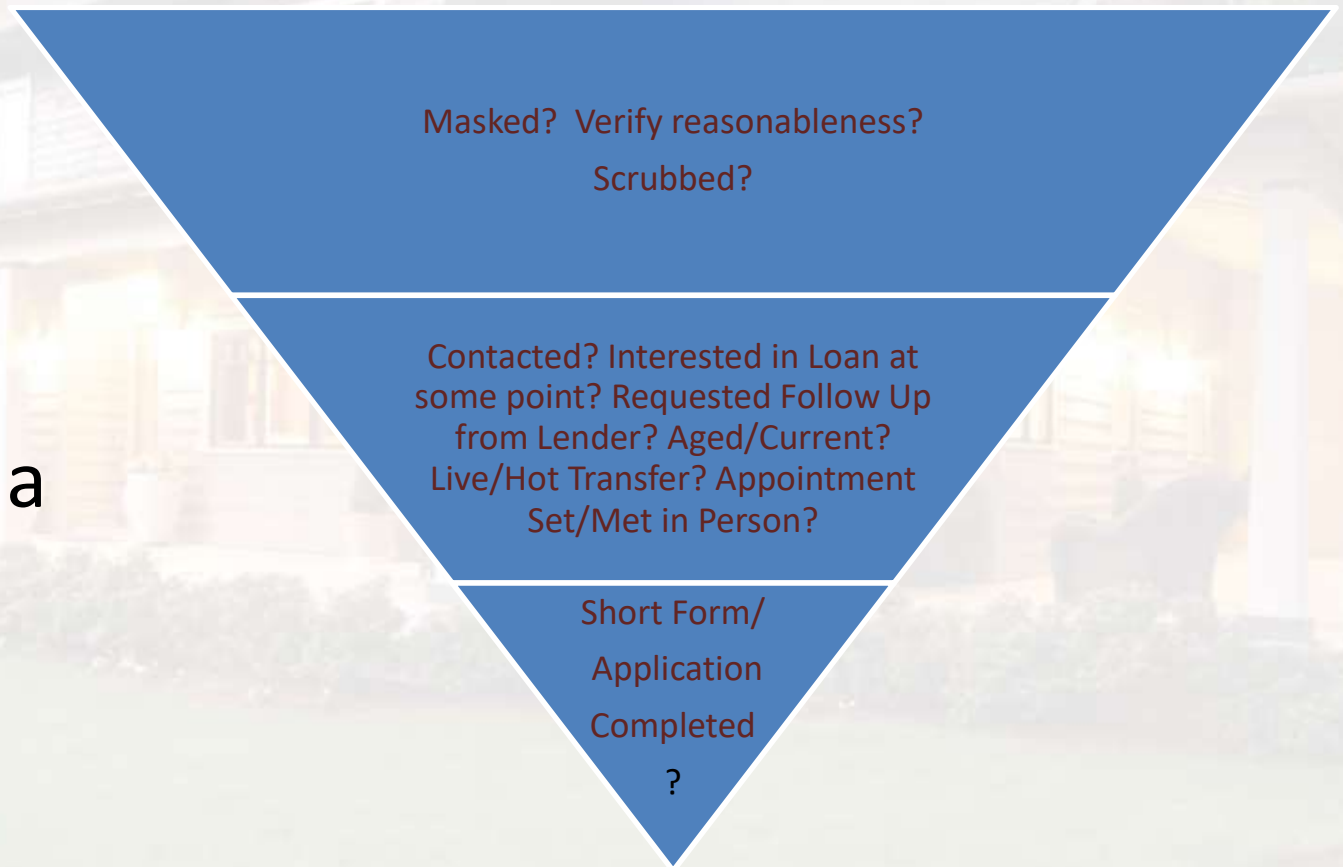 Masked?  Verify reasonableness?
Scrubbed?
Contacted? Interested in Loan at
some point? Requested Follow Up
from Lender? Aged/Current?
Live/Hot Transfer? Appointment
Set/Met in Person?
a
Short Form/
Application
Completed
?